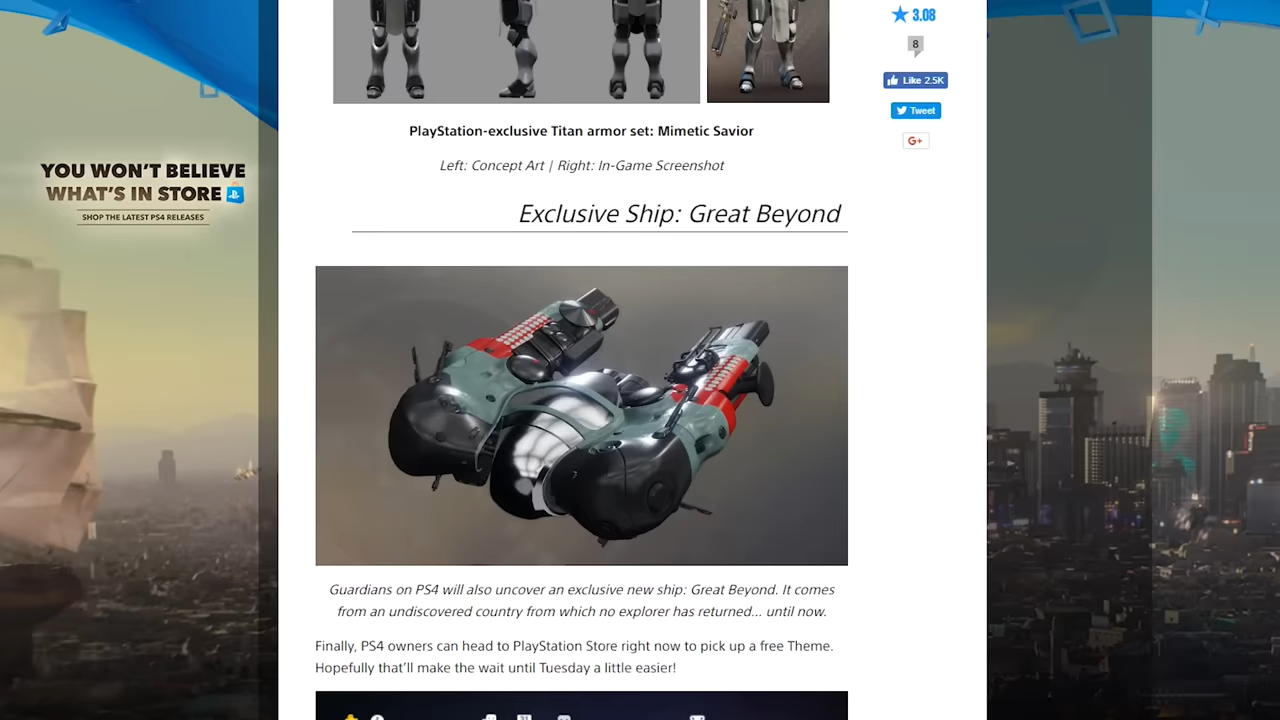 3.08
8
Like 2.5K
Tweet
G+
PlayStation-exclusive Titan armor set: Mimetic Savior
Left: Concept Art | Right: In-Game Screenshot
YOU WON'T BELIEVE
WHAT'S IN STORE
SHOP THE LATEST PS4 RELEASES
Exclusive Ship: Great Beyond
Guardians on PS4 will also uncover an exclusive new ship: Great Beyond. It comes
from an undiscovered country from which no explorer has returned... until now.
Finally, PS4 owners can head to PlayStation Store right now to pick up a free Theme.
Hopefully that'll make the wait until Tuesday a little easier!